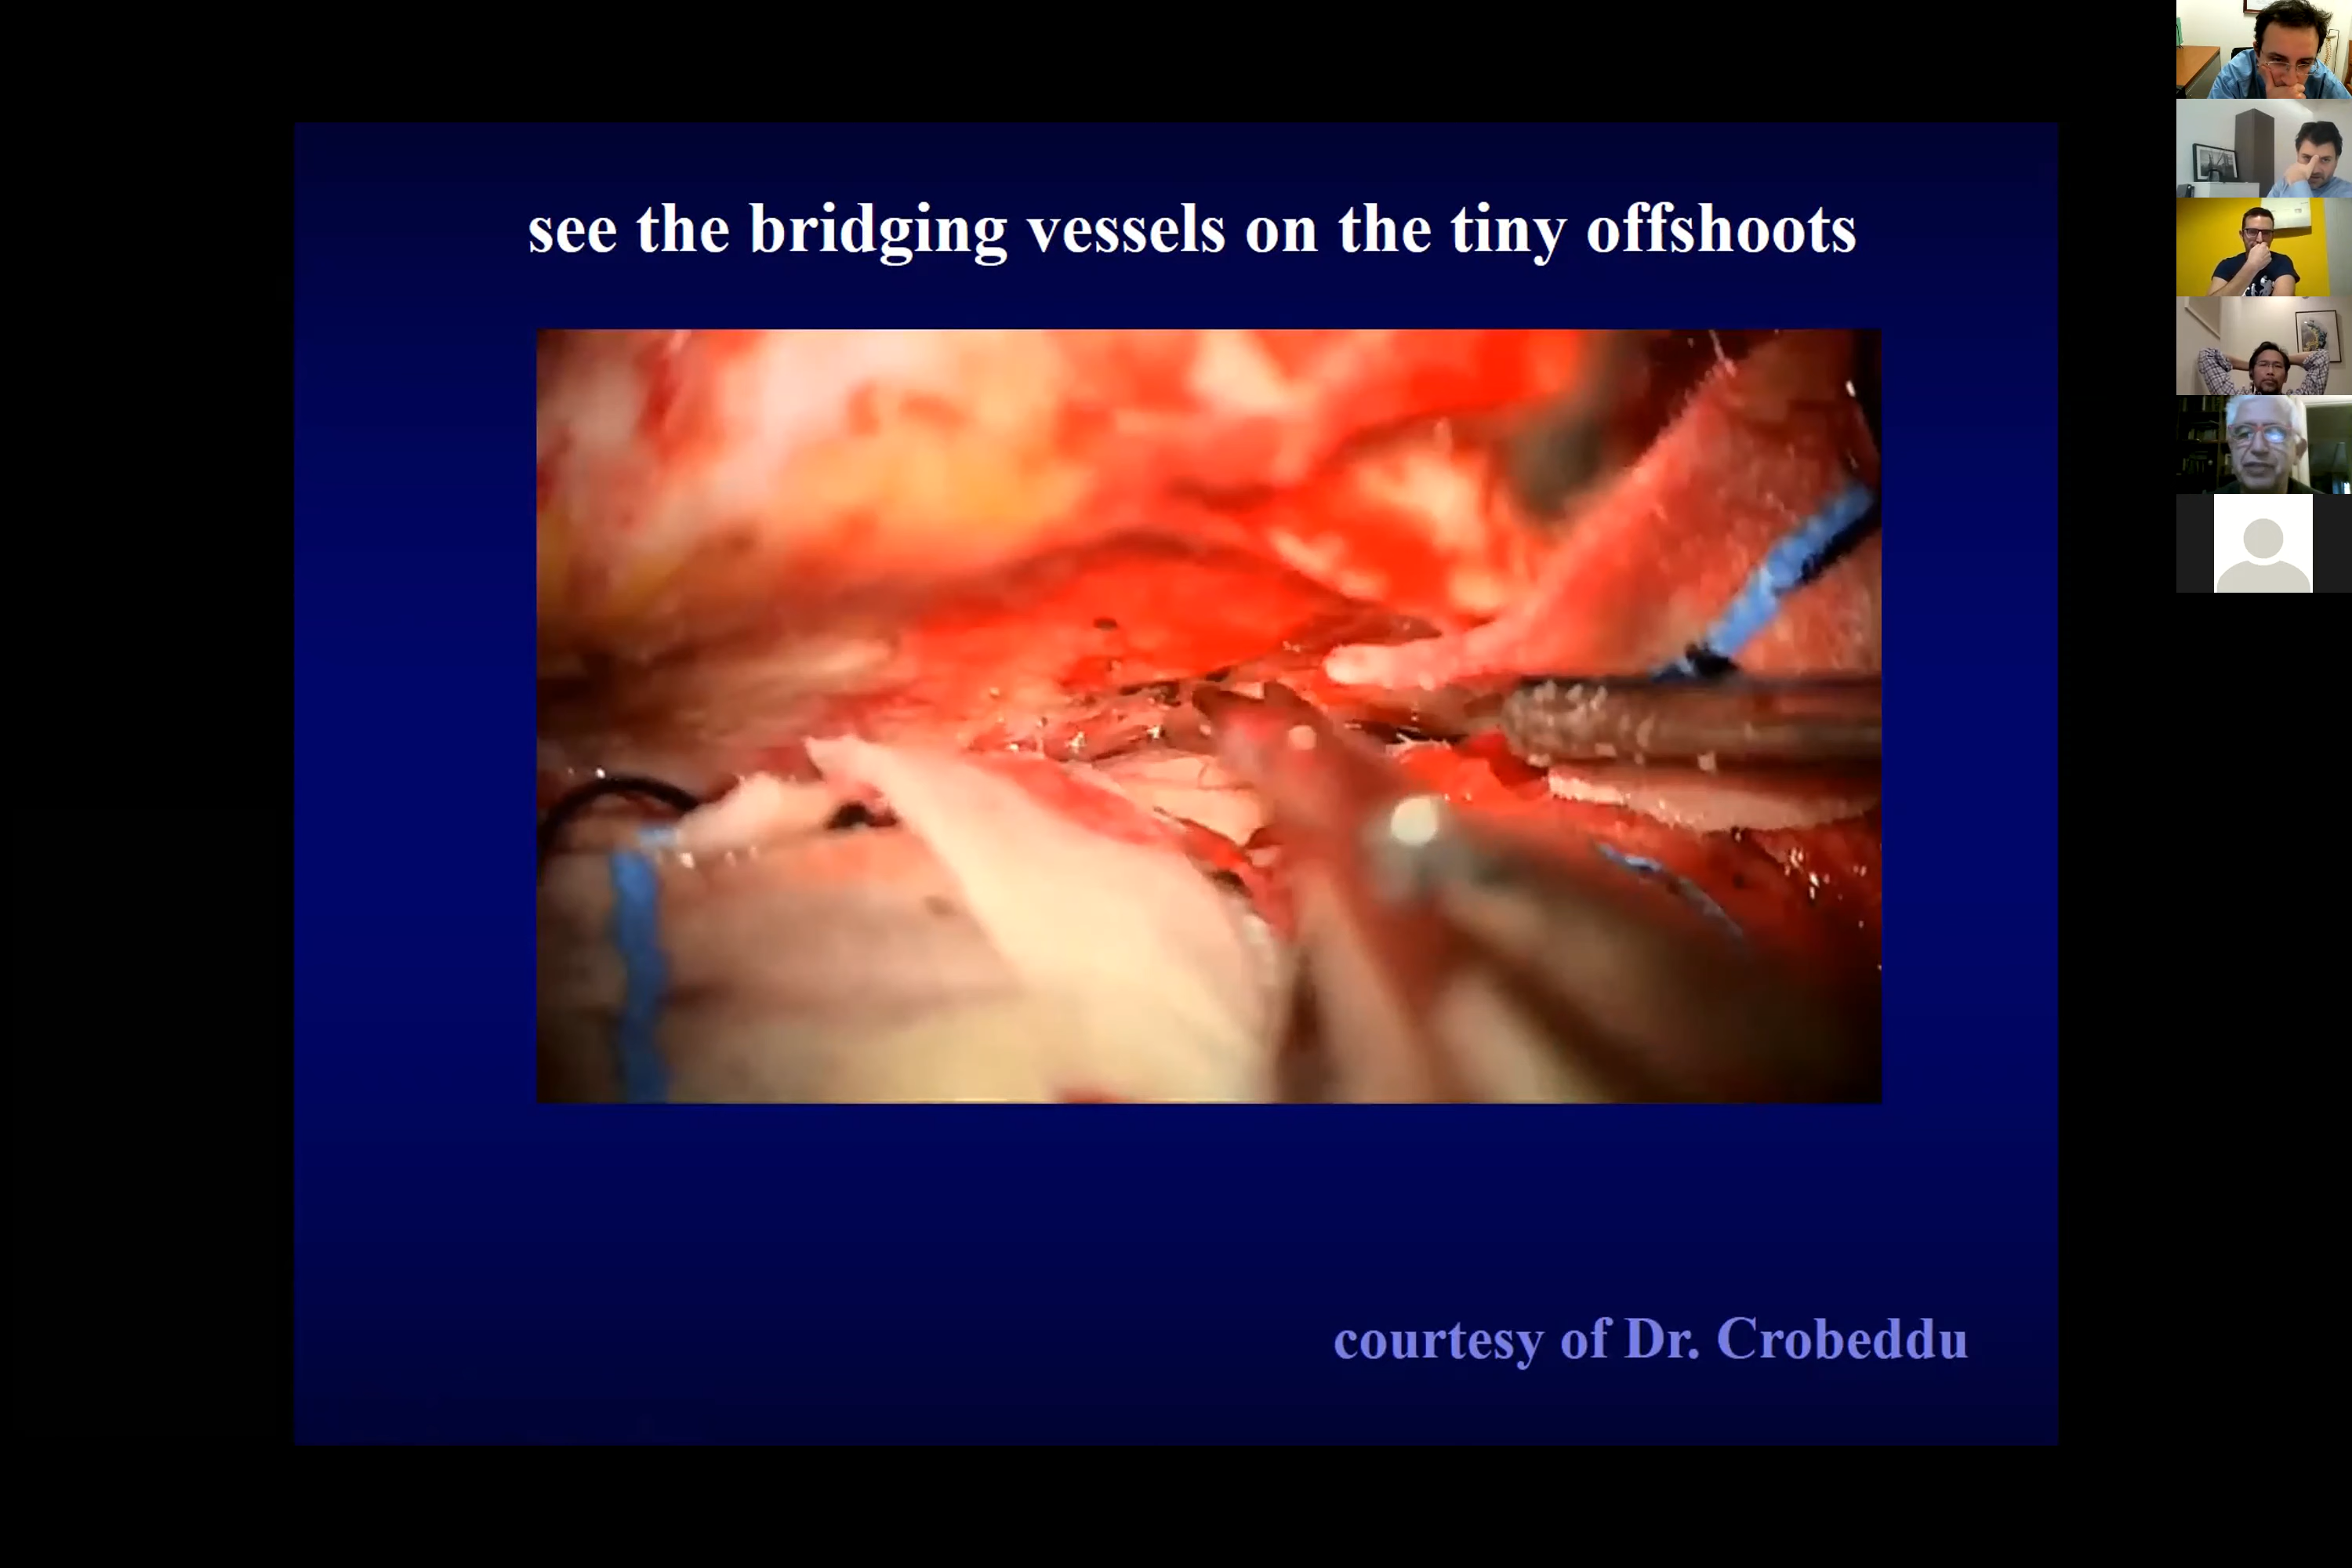 see the bridging vessels on the tiny offshoots
courtesy of Dr. Crobeddu